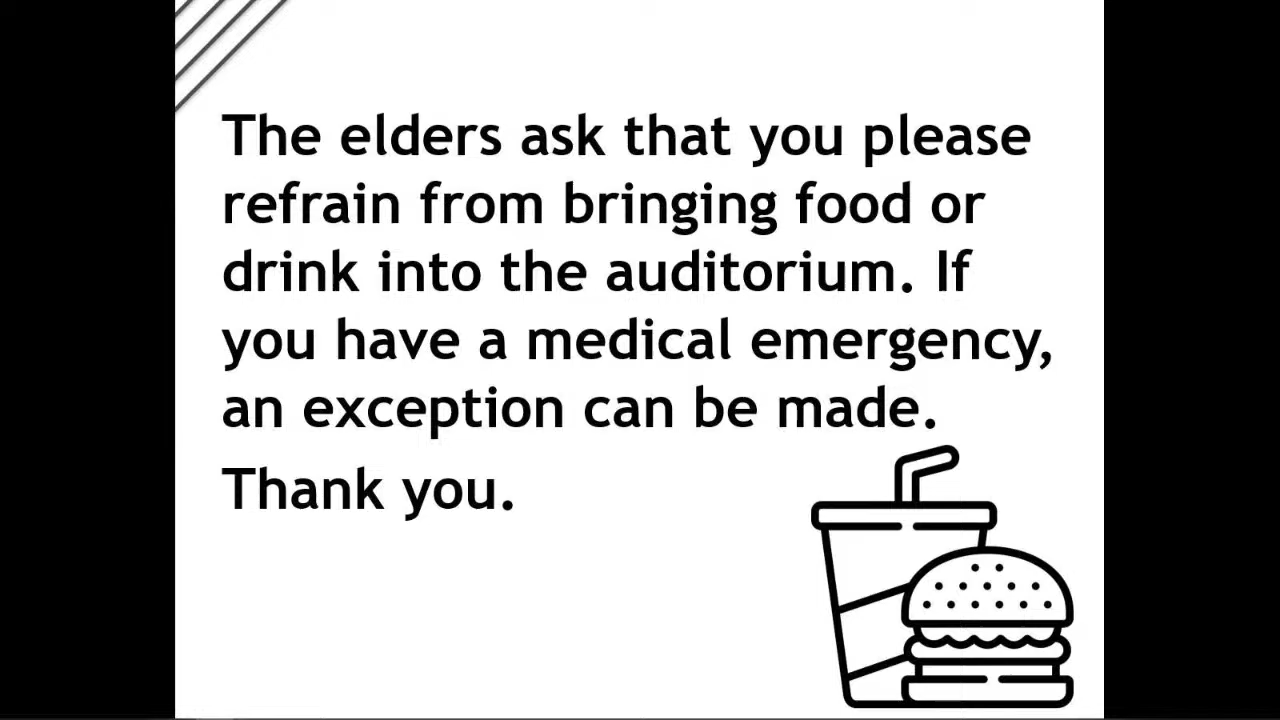 The elders ask that you please
refrain from bringing food or
drink into the auditorium. If
you have a medical emergency,
an exception can be made.
Thank you.